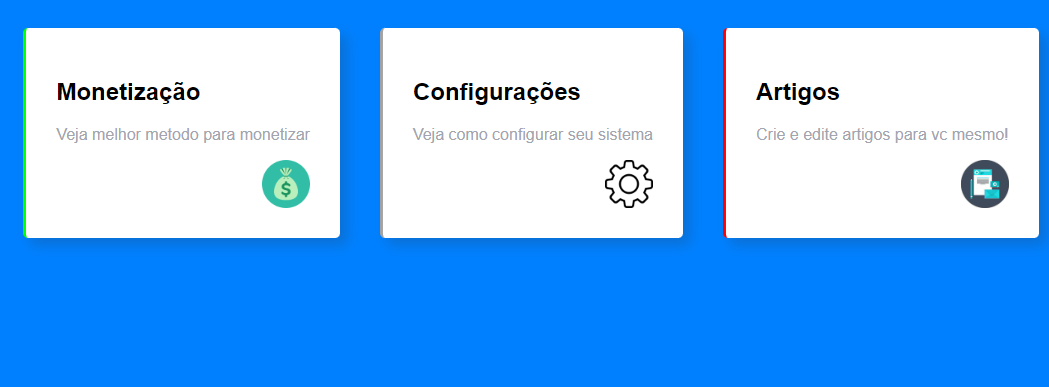 Monetização
Veja melhor metodo para monetizar
$
Configurações
Veja como configurar seu sistema
Artigos
Crie e edite artigos para vc mesmo!